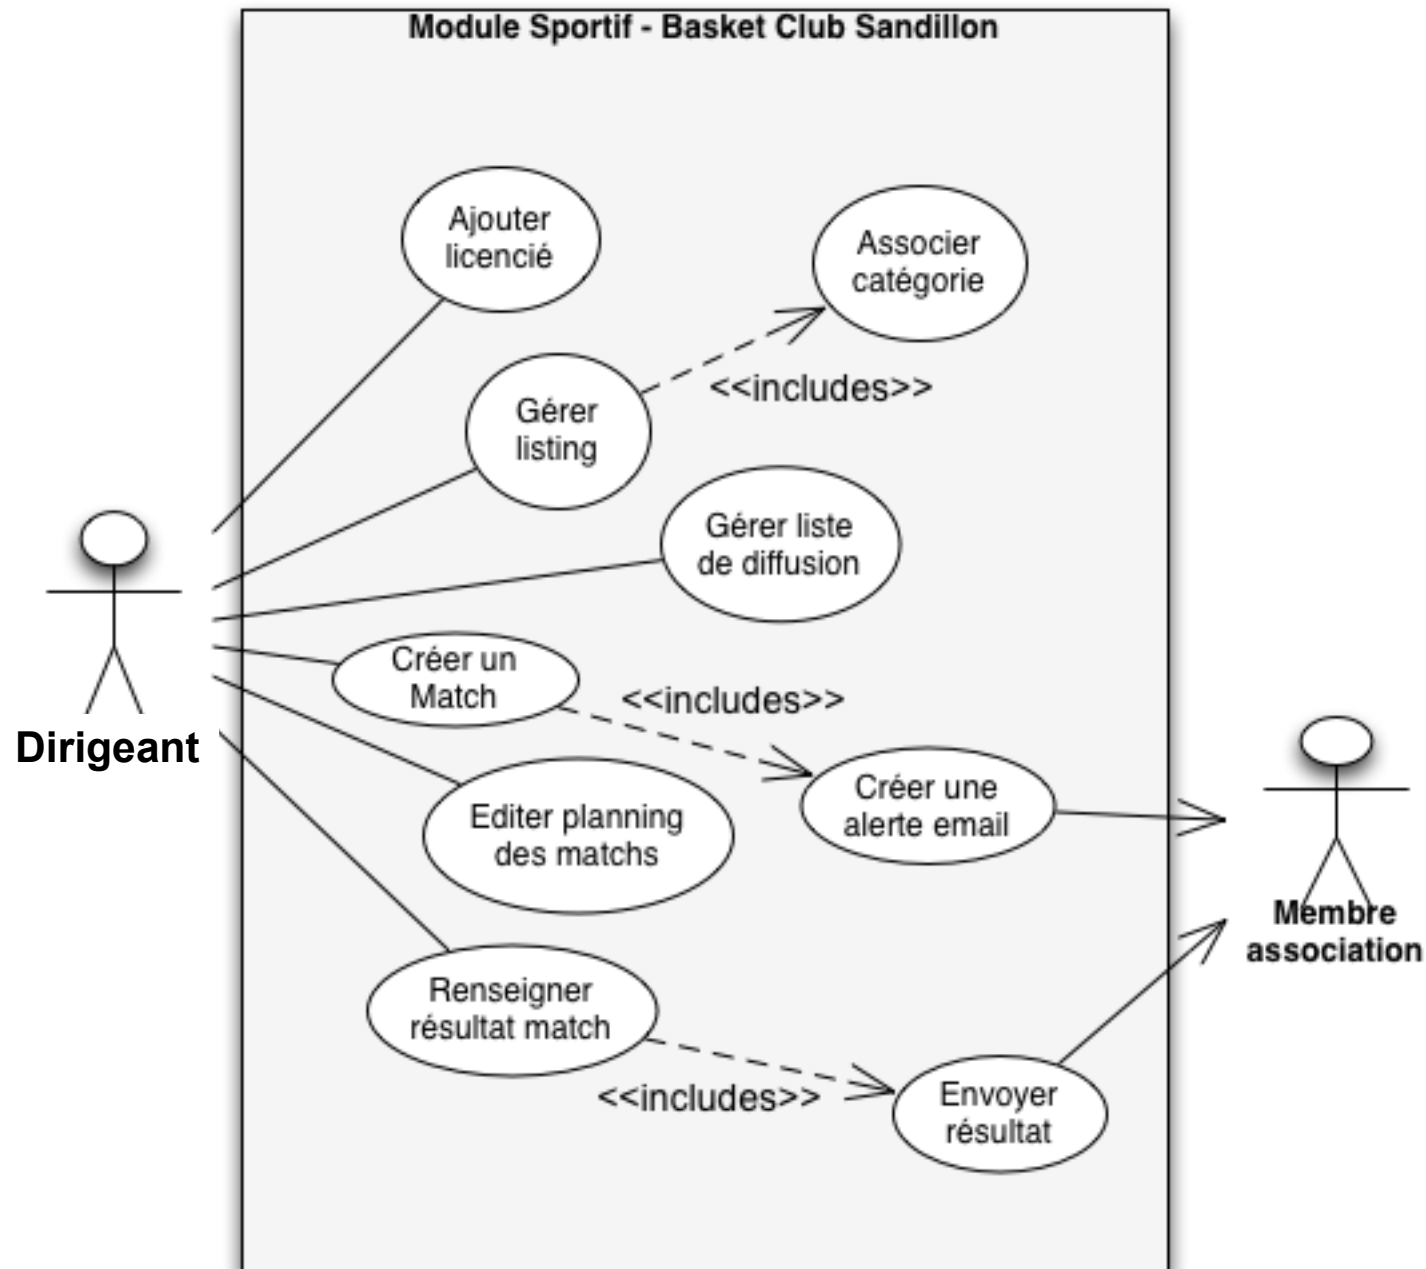 Module Sportif - Basket Club Sandillon
Ajouter
licencié
Associer
catégorie
<<includes>>
Gérer
listing
Gérer liste
de diffusion
Créer un
Match
<<includes>>
Dirigeant
Créer une
alerte email
Editer planning
des matchs
Membre
association
Renseigner
résultat match
<<includes>>
Envoyer
résultat